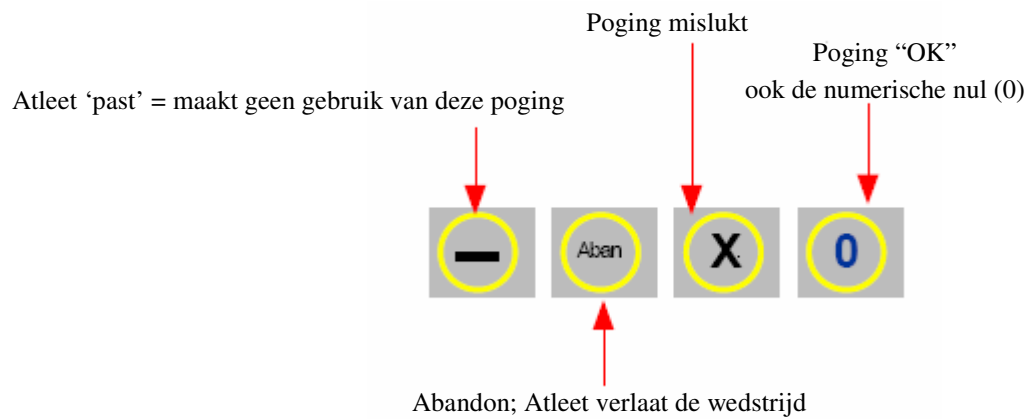 Poging mislukt
Poging “OK”
ook de numerische nul (0)
Atleet ‘past’ = maakt geen gebruik van deze poging
— Aban X 0
Abandon; Atleet verlaat de wedstrijd